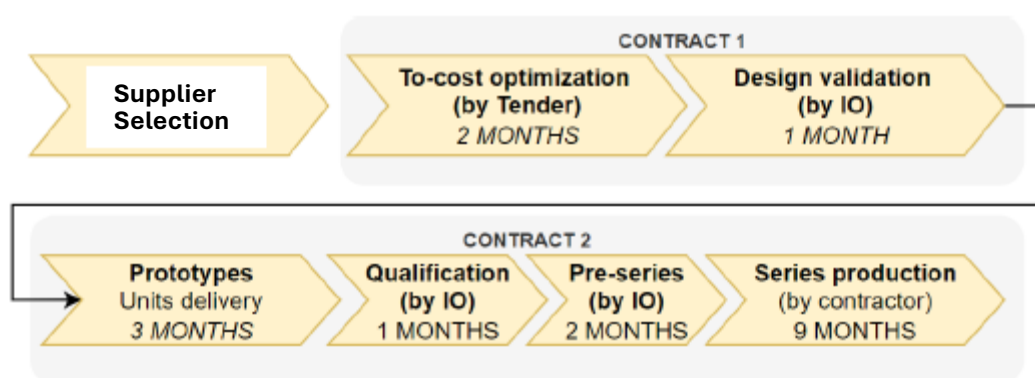 CONTRACT 1
Supplier
Selection
To-cost optimization
(by Tender)
2 MONTHS
Design validation
(by IO)
1 MONTH
CONTRACT 2
Prototypes
Units delivery
3 MONTHS
Qualification
(by IO)
1 MONTHS
Pre-series
(by IO)
2 MONTHS
Series production
(by contractor)
9 MONTHS